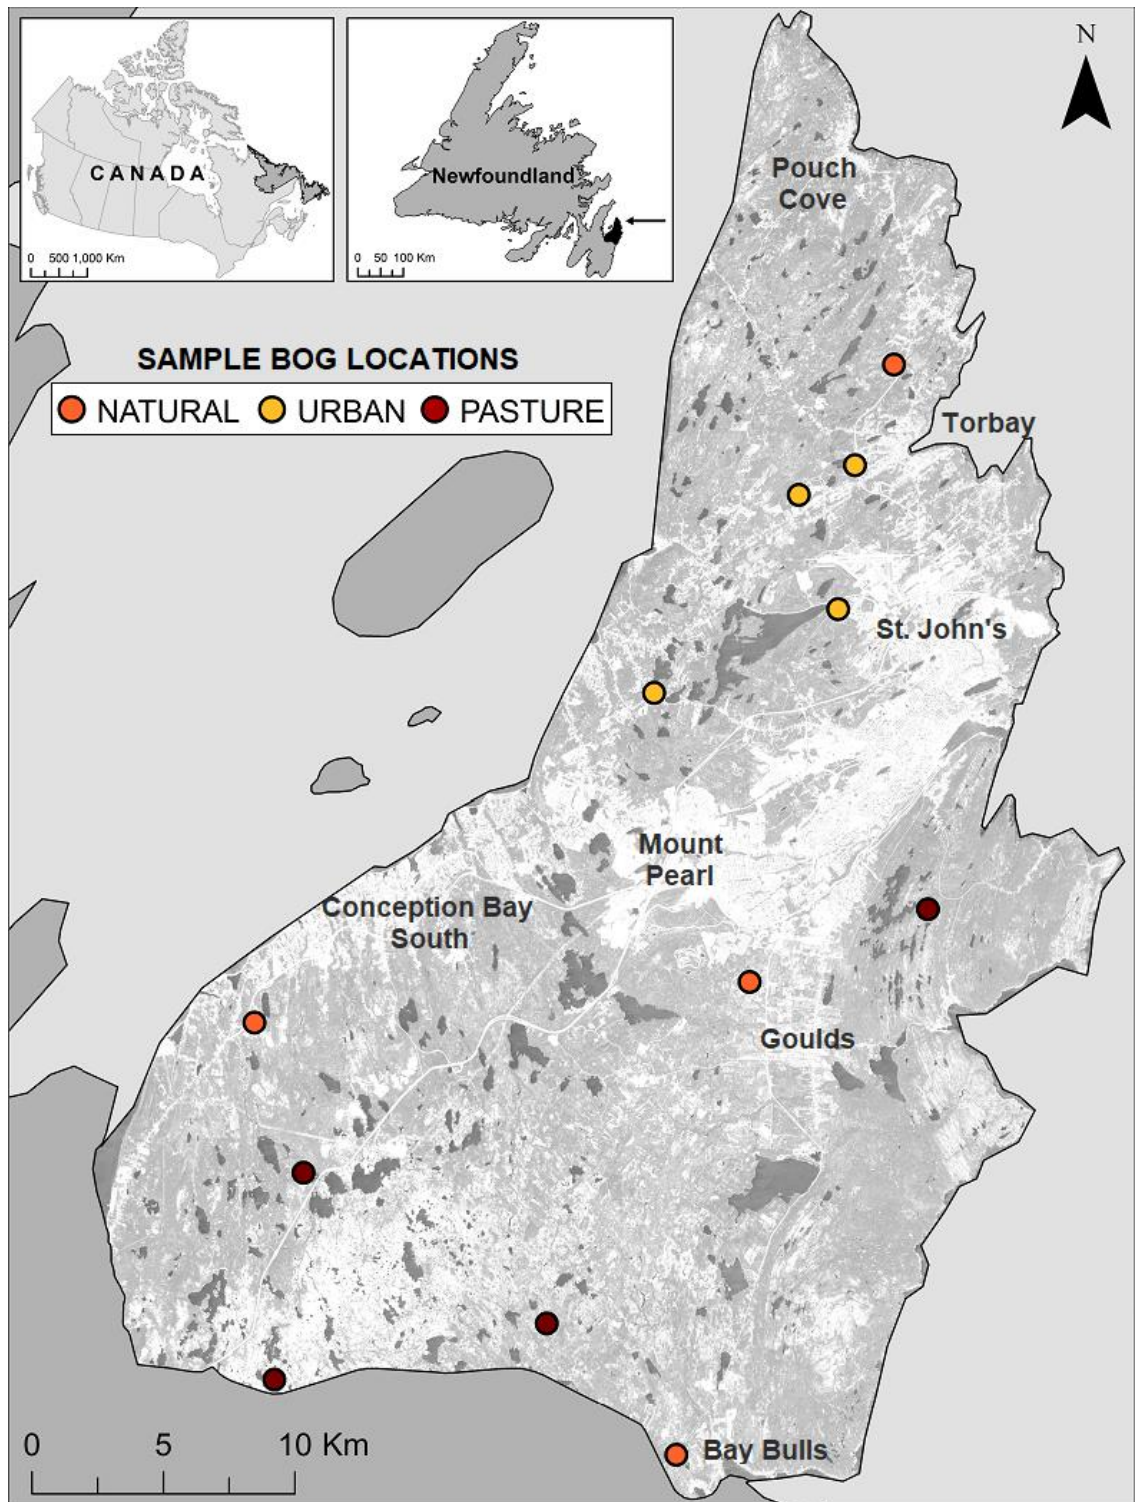 CANADA
0 500 1,000 Km
Newfoundland
0 50 100 Km
N
Pouch
Cove
SAMPLE BOG LOCATIONS
NATURAL URBAN PASTURE
Torbay
St. John's
Mount
Pearl
Conception Bay
South
Goulds
Bay Bulls
0 5 10 Km